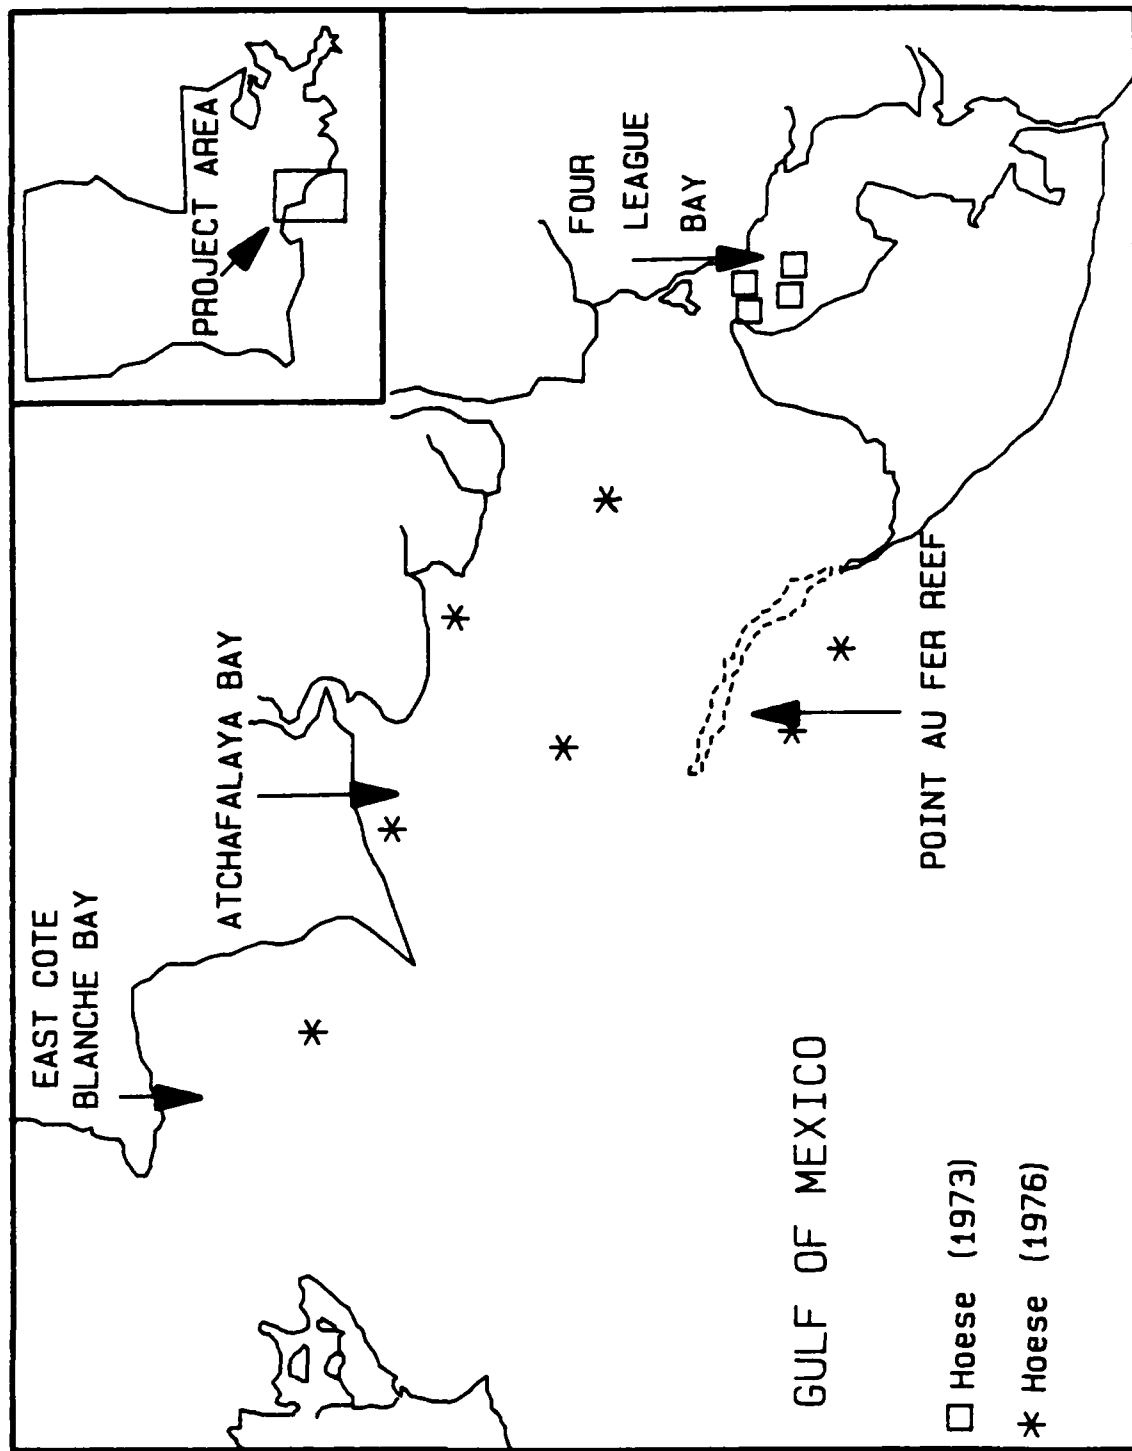 EAST COTE
BLANCHE BAY
ATCHAFALAYA BAY
PROJECT AREA
FOUR
LEAGUE
BAY
POINT AU FER REEF
GULF OF MEXICO
□ Hoese (1973)
* Hoese (1976)